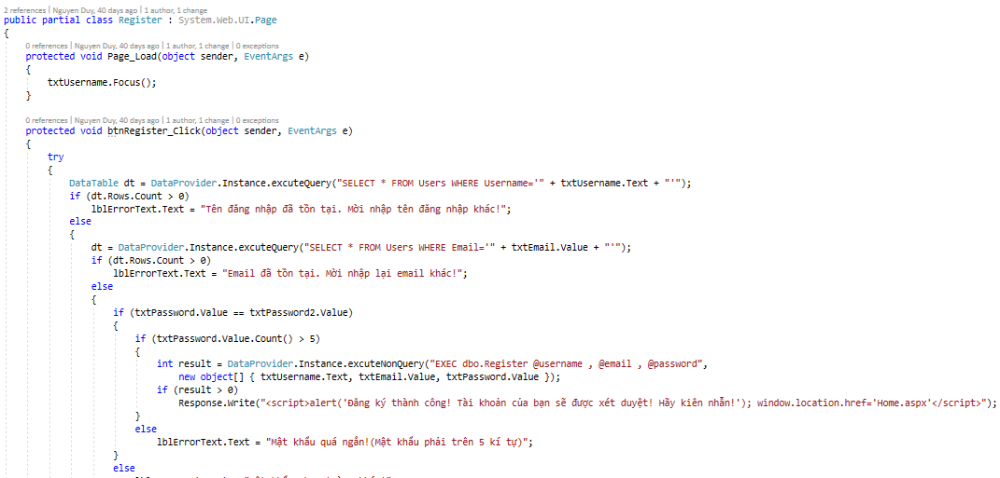 2 references | Nguyen Duy, 40 days ago | 1 author, 1 change
public partial class Register : System.Web.UI.Page
{
0 references | Nguyen Duy, 40 days ago | 1 author, 1 change | 0 exceptions
protected void Page_Load(object sender, EventArgs e)
{
txtUsername.Focus();
}
0 references | Nguyen Duy, 40 days ago | 1 author, 1 change | 0 exceptions
protected void btnRegister_Click(object sender, EventArgs e)
{
try
{
DataTable dt = DataProvider.Instance.excuteQuery("SELECT * FROM Users WHERE Username='" + txtUsername.Text + "'");
if (dt.Rows.Count > 0)
lblErrorText.Text = "Tên đăng nhập đã tồn tại. Mời nhập tên đăng nhập khác!";
else
{
dt = DataProvider.Instance.excuteQuery("SELECT * FROM Users WHERE Email='" + txtEmail.Value + "'");
if (dt.Rows.Count > 0)
lblErrorText.Text = "Email đã tồn tại. Mời nhập lại email khác!";
else
{
if (txtPassword.Value == txtPassword2.Value)
{
if (txtPassword.Value.Count() > 5)
{
int result = DataProvider.Instance.excuteNonQuery("EXEC dbo.Register @username , @email , @password",
new object[] { txtUsername.Text, txtEmail.Value, txtPassword.Value });
if (result > 0)
Response.Write("<script>alert('Đăng ký thành công! Tài khoản của bạn sẽ được xét duyệt! Hãy kiên nhẫn!'); window.location.href='Home.aspx'</script>");
}
else
lblErrorText.Text = "Mật khẩu quá ngắn!(Mật khẩu phải trên 5 kí tự)";
}
else